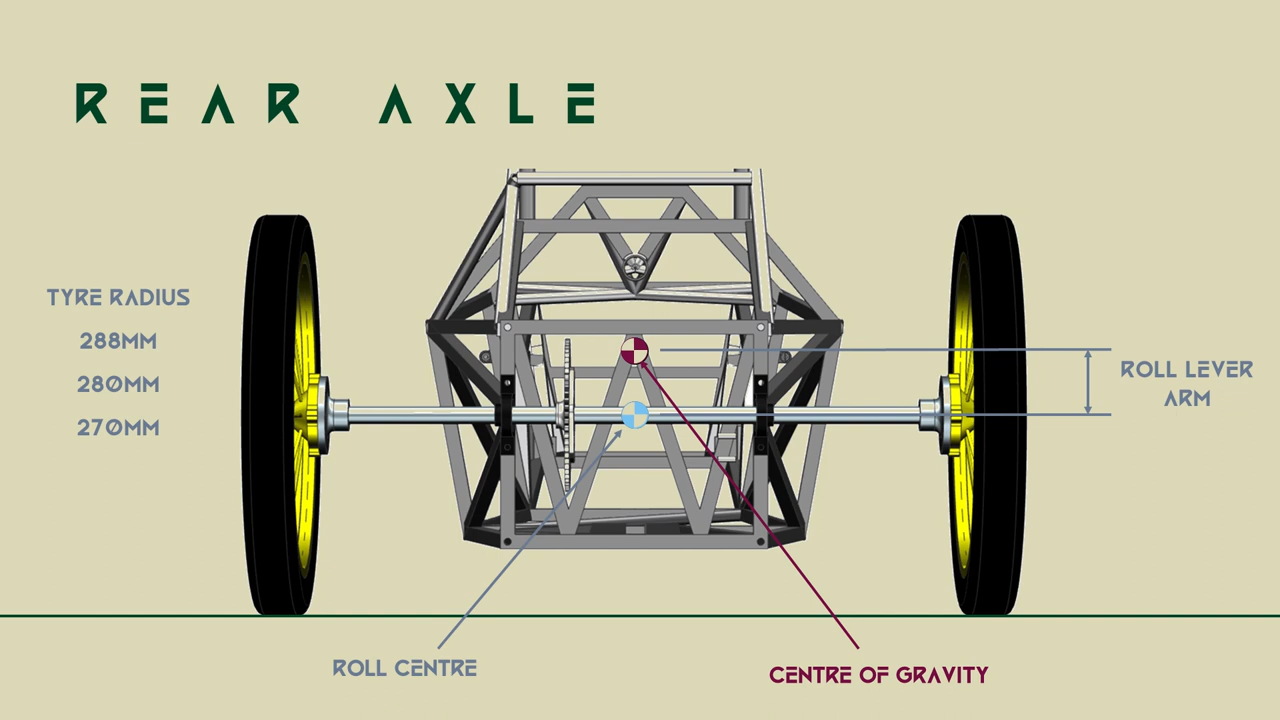 REAR AXLE
TYRE RADIUS
288MM
280MM
270MM
ROLL LEVER
ARM
ROLL CENTRE
CENTRE OF GRAVITY